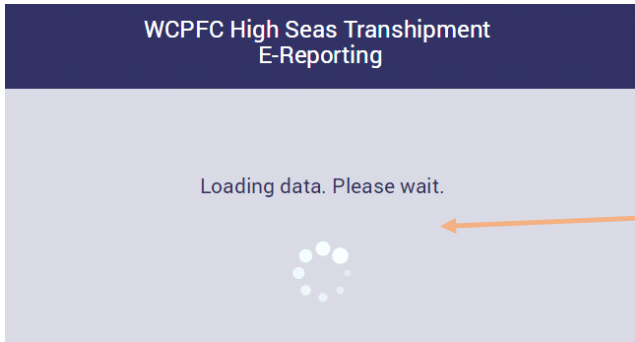 WCPFC High Seas Transhipment
E-Reporting
Loading data. Please wait.